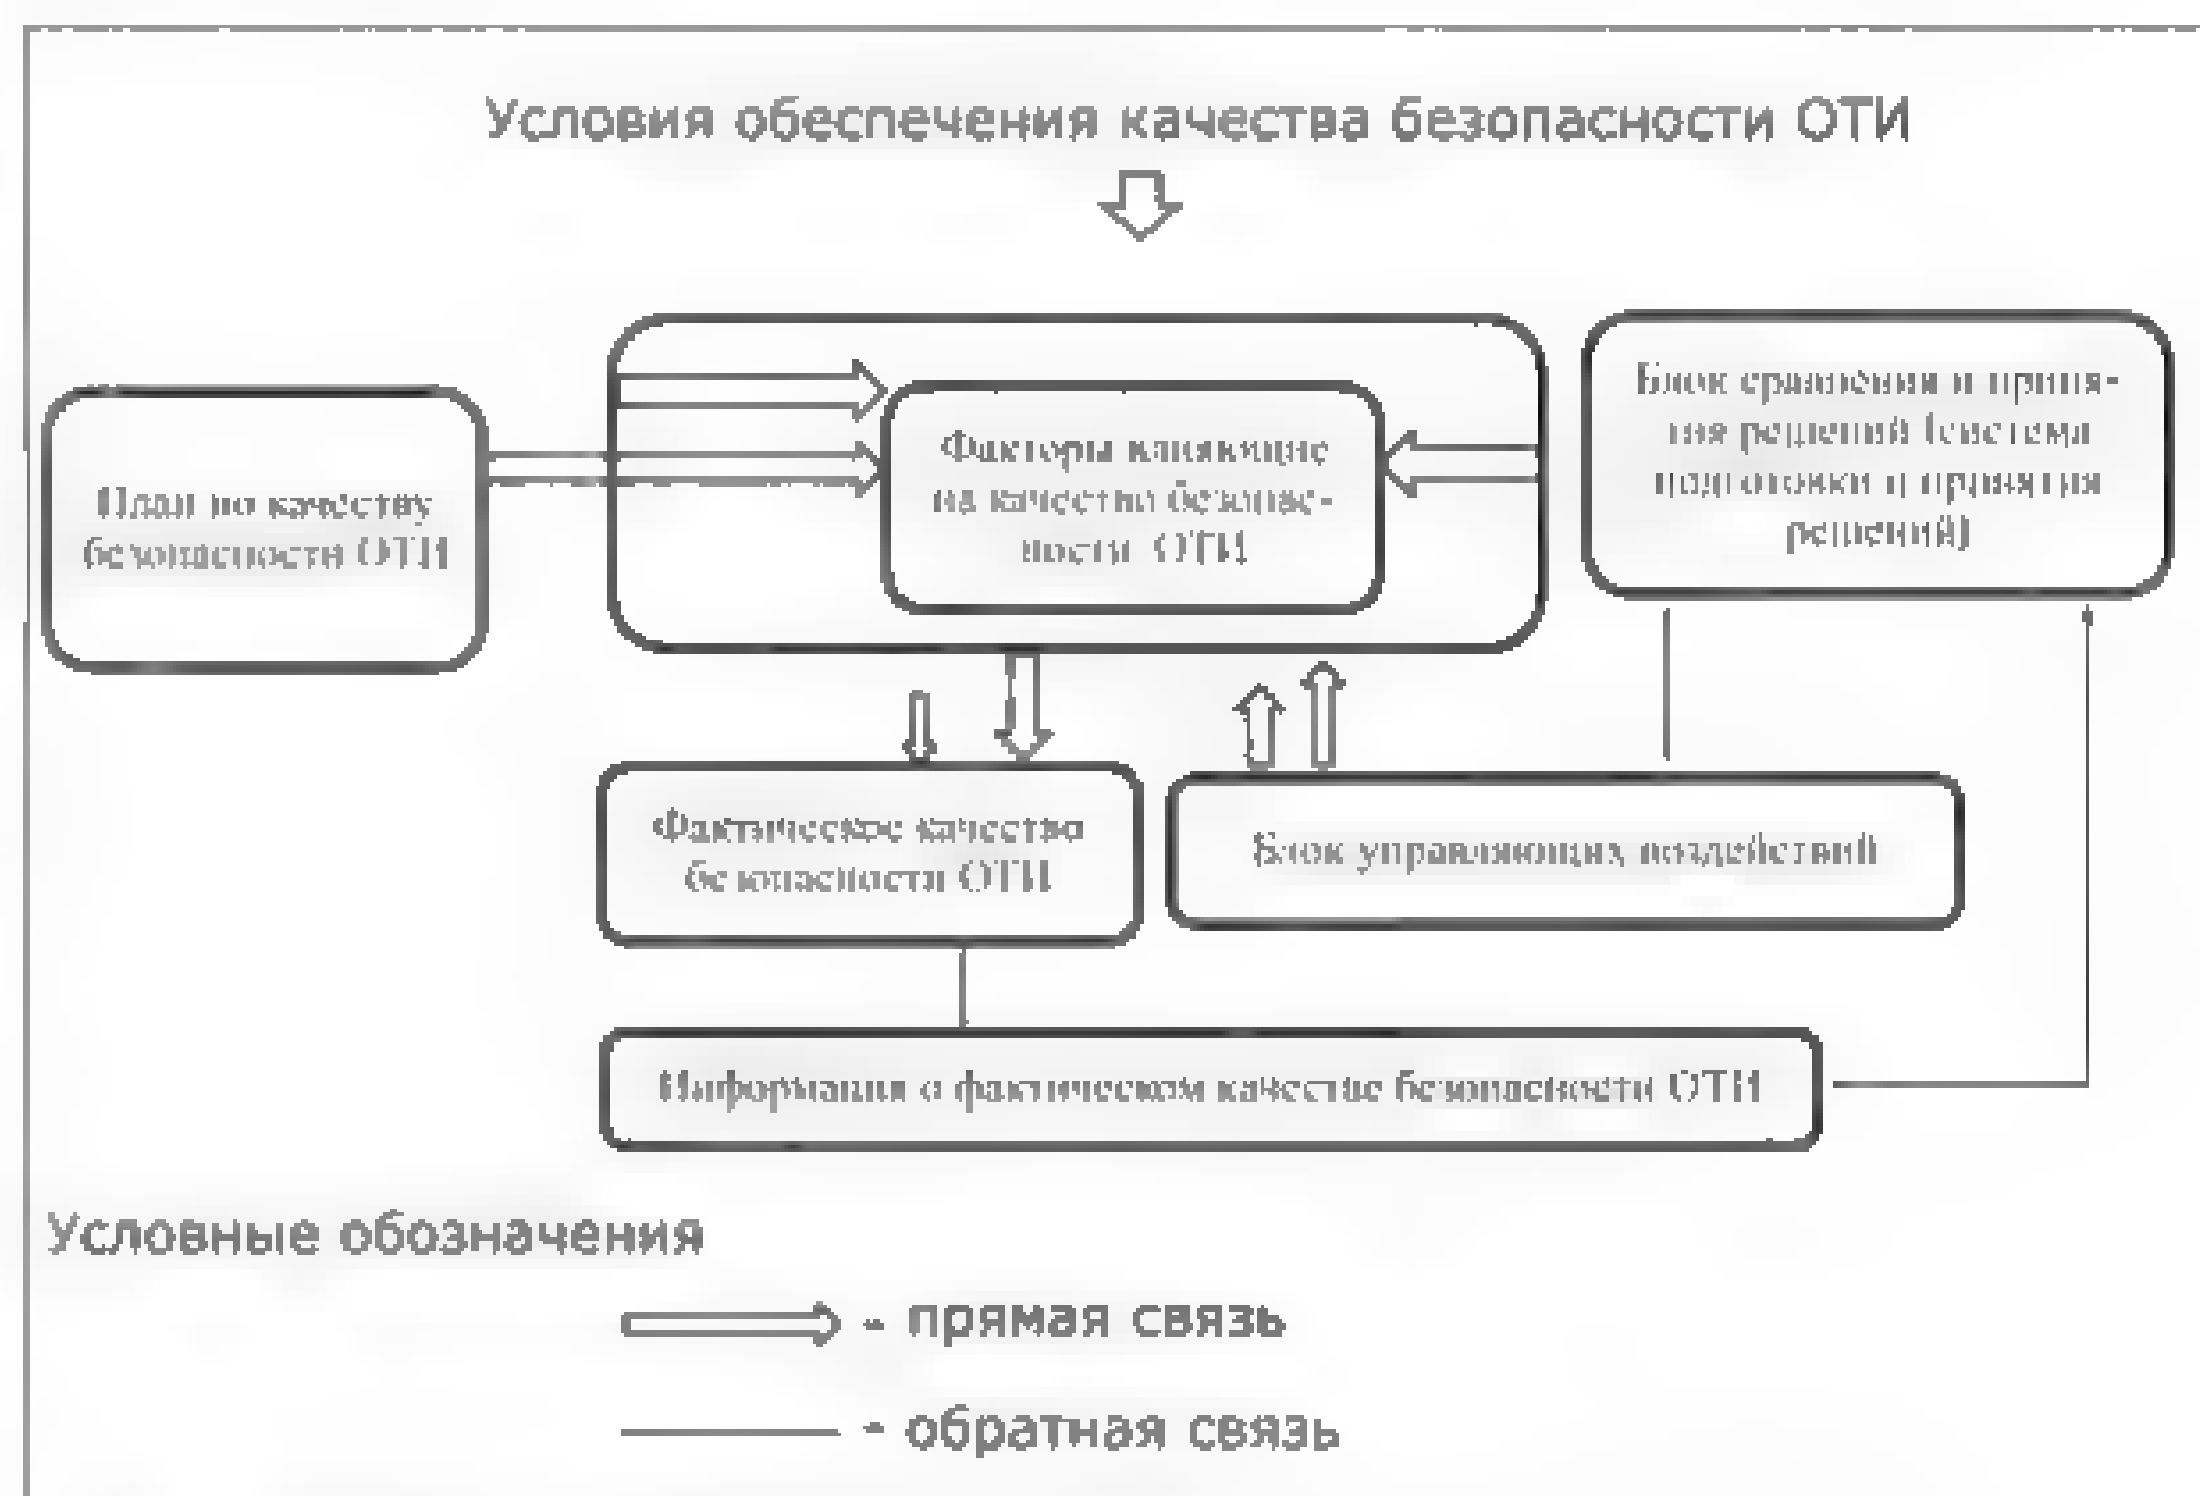 Условия обеспечения качества безопасности ОТИ
План по качеству
безопасности ОТИ
Факторы влияющие
на качество безопас-
ности ОТИ
Блок сравнения и приня-
тия решений (система
подготовки и принятия
решений)
Фактическое качество
безопасности ОТИ
Блок управляющих воздействий
Информация о фактическом качестве безопасности ОТИ
Условные обозначения
- прямая связь
- обратная связь